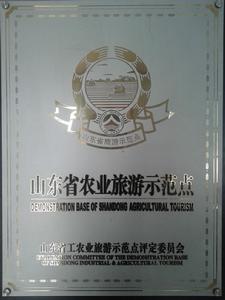 山东省旅游示范点
山东省农业旅游示范点
DEMONSTRATION BASE OF SHANDONG AGRICULTURAL TOURISM
山东省工农业旅游示范点评定委员会
EVALUATION COMMITTEE OF THE DEMONSTRATION BASE
OF SHANDONG INDUSTRIAL & AGRICULTURAL TOURISM